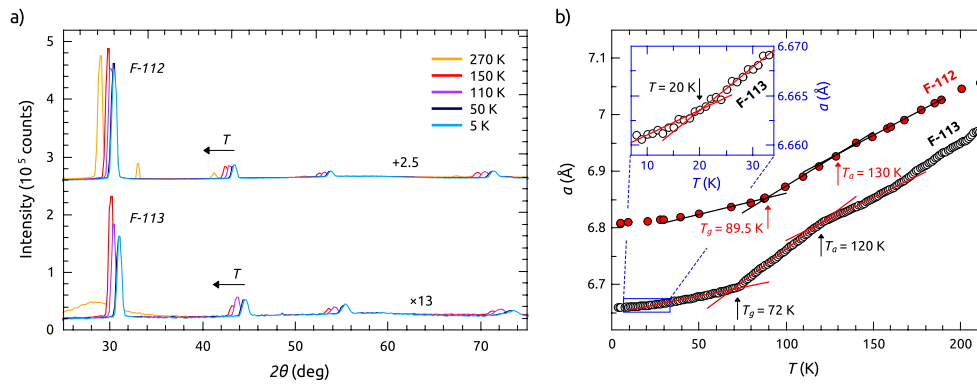 a)
Intensity (10 5 counts)
5
4
3
2
1
0
F-112
F-113
270 K
150 K
110 K
50 K
5 K
T
+2.5
T
×13
30
40
50
60
70
2θ (deg)
b)
a (Å)
7.1
7
6.9
6.8
6.7
0
50
100
150
200
T (K)
6.670
6.665
6.660
a (Å)
10
20
30
T (K)
T = 20 K
F-113
F-112
F-113
Ta = 130 K
Tg = 89.5 K
Ta = 120 K
Tg = 72 K